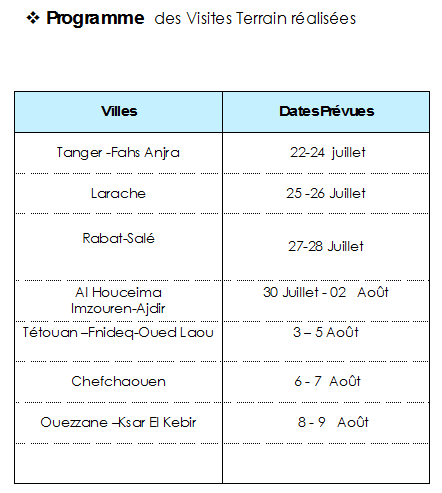 ❖ Programme des Visites Terrain réalisées
Villes Dates Prévues
Tanger -Fahs Anjra 22-24 juillet
Larache 25 -26 Juillet
Rabat-Salé 27-28 Juillet
Al Houceima 30 Juillet - 02 Août
Imzouren-Ajdir
Tétouan –Fnideq-Oued Laou 3 – 5 Août
Chefchaouen 6 - 7 Août
Ouezzane –Ksar El Kebir 8 - 9 Août